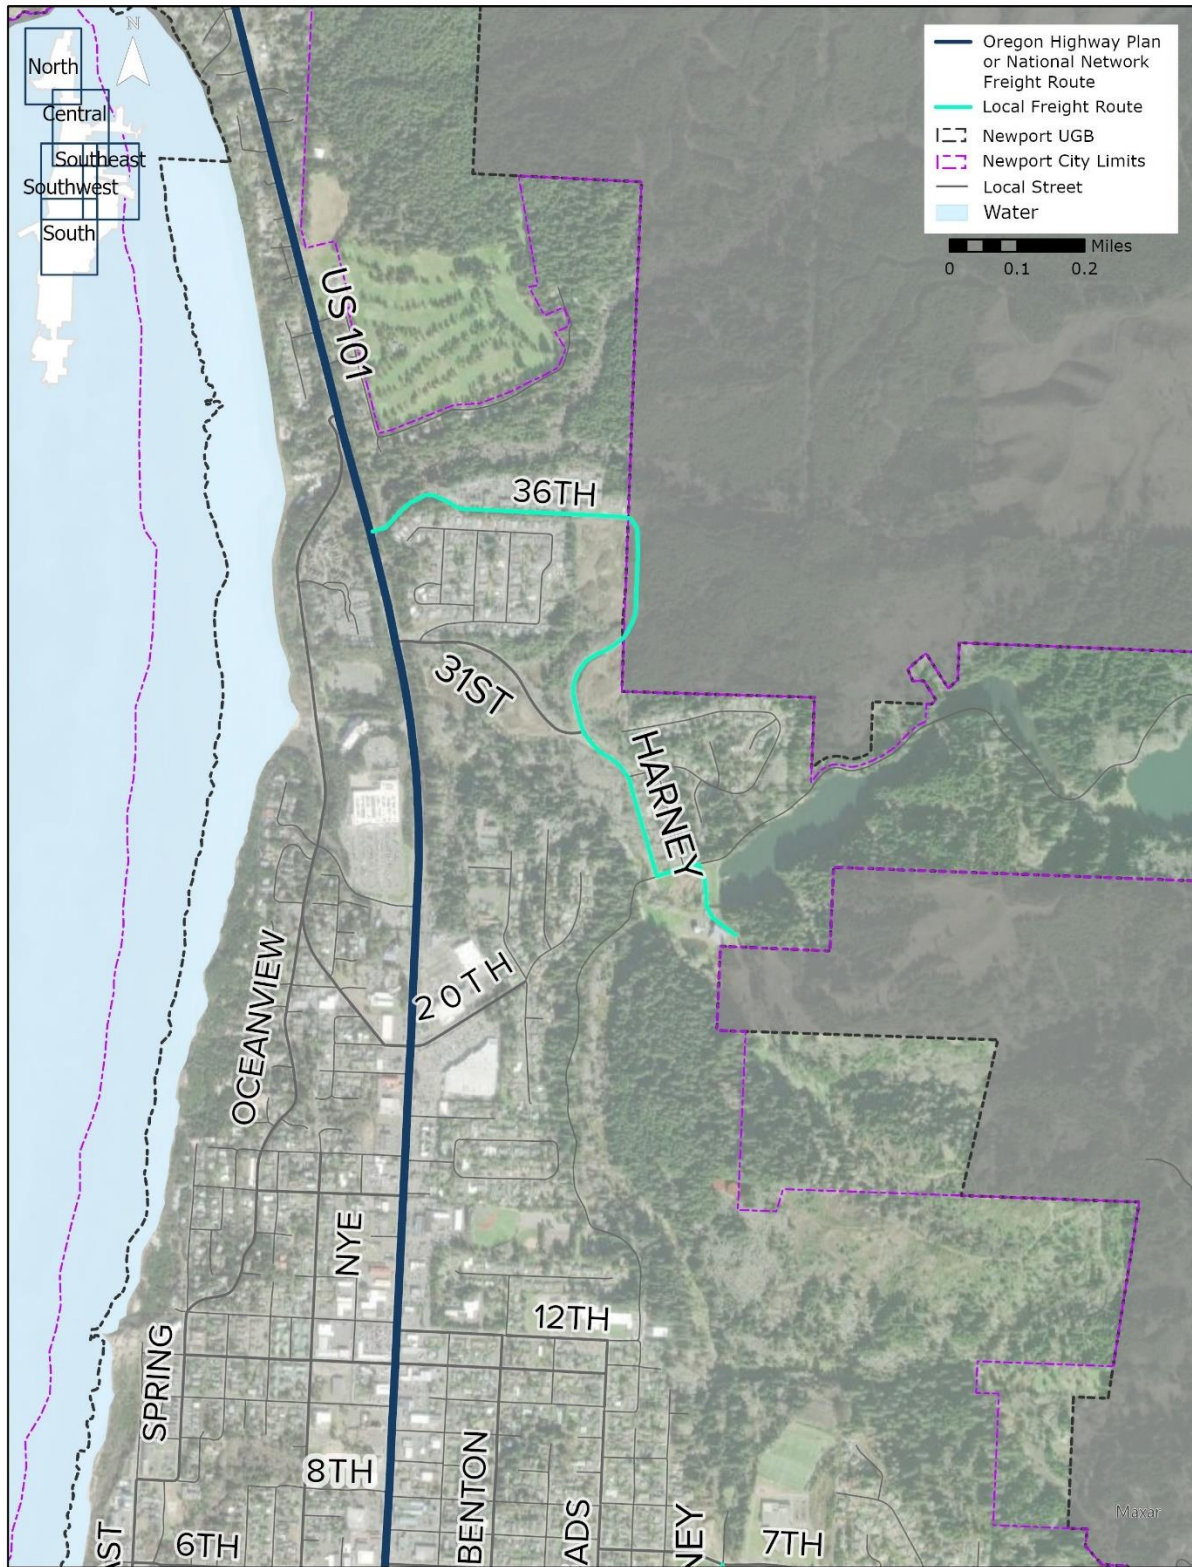 N
North
Central
Southeast
Southwest
South
Oregon Highway Plan
or National Network
Freight Route
Local Freight Route
Newport UGB
Newport City Limits
Local Street
Water
Miles
0 0.1 0.2
US 101
36TH
31ST
HARNEY
20TH
OCEANVIEW
NYE
12TH
SPRING
8TH
BENTON
ADS
NEY
AST
6TH
7TH
Maxar